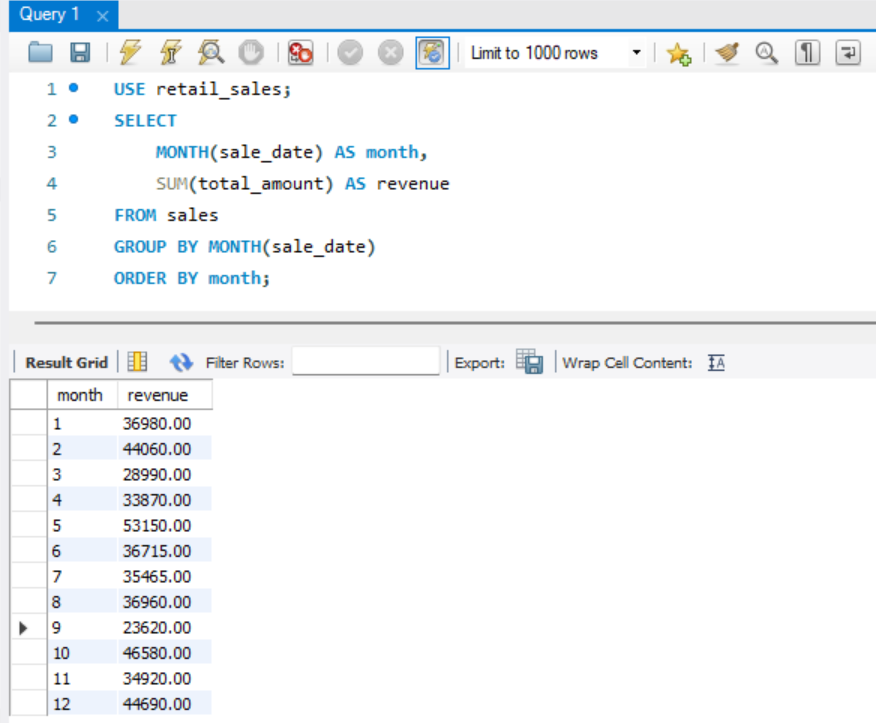 Query 1
Limit to 1000 rows
1 USE retail_sales;
2 SELECT
3 MONTH(sale_date) AS month,
4 SUM(total_amount) AS revenue
5 FROM sales
6 GROUP BY MONTH(sale_date)
7 ORDER BY month;
Result Grid Filter Rows: Export: Wrap Cell Content:
month revenue
1 36980.00
2 44060.00
3 28990.00
4 33870.00
5 53150.00
6 36715.00
7 35465.00
8 36960.00
9 23620.00
10 46580.00
11 34920.00
12 44690.00